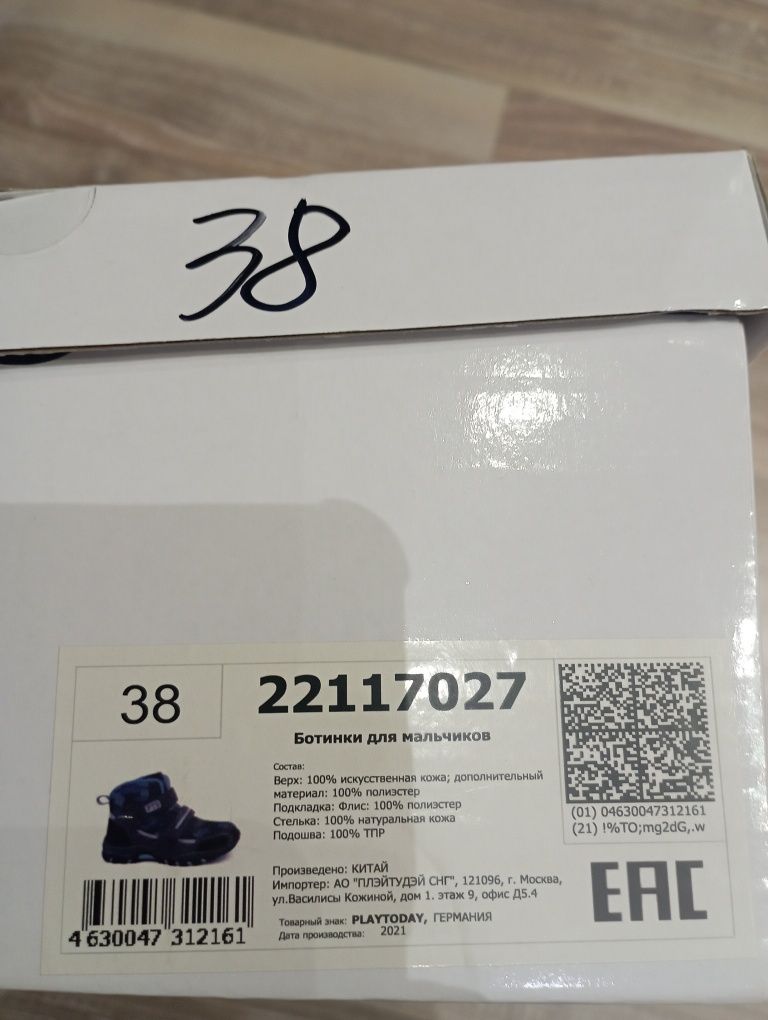 38
38
22117027
Ботинки для мальчиков
Состав:
Верх: 100% искусственная кожа; дополнительный
материал: 100% полиэстер
Подкладка: Флис: 100% полиэстер
Стелька: 100% натуральная кожа
Подошва: 100% ТПР
(01) 04630047312161
(21) !%TO;mg2dG,.w
Произведено: КИТАЙ
Импортер: АО "ПЛЭЙТУДЭЙ СНГ", 121096, г. Москва,
ул.Василисы Кожиной, дом 1. этаж 9, офис Д5.4
Товарный знак: PLAYTODAY, ГЕРМАНИЯ
Дата производства: 2021
4 630047 312161
EAC